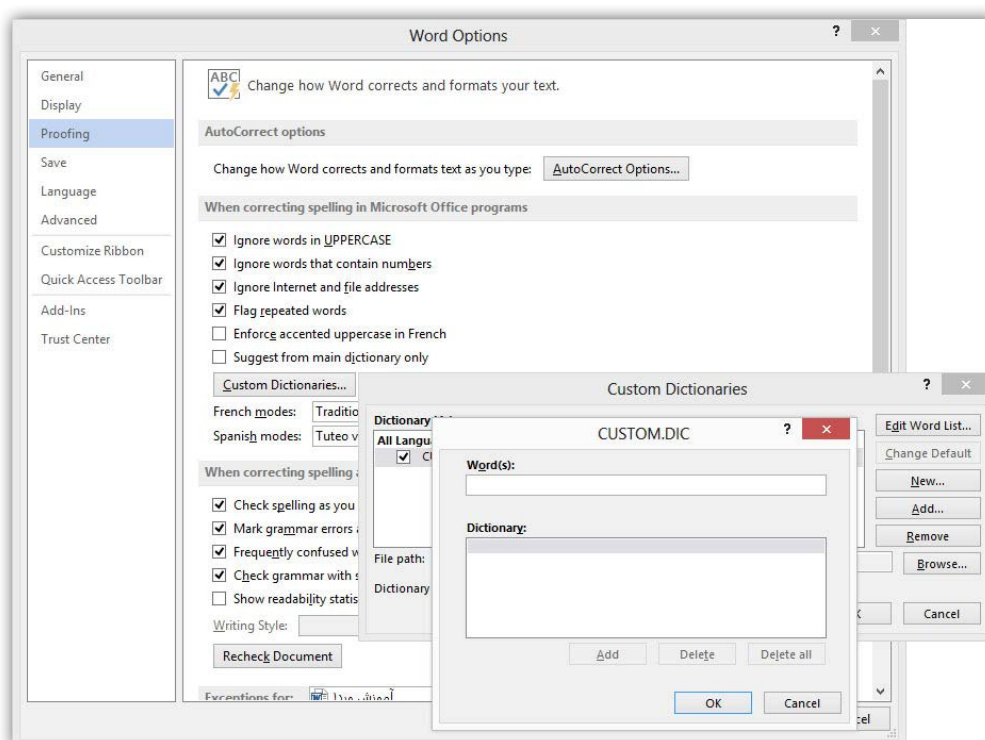 Word Options
?
General
Display
Proofing
Save
Language
Advanced
Customize Ribbon
Quick Access Toolbar
Add-Ins
Trust Center
ABC
Change how Word corrects and formats your text.
AutoCorrect options
Change how Word corrects and formats text as you type:
AutoCorrect Options...
When correcting spelling in Microsoft Office programs
Ignore words in UPPERCASE
Ignore words that contain numbers
Ignore Internet and file addresses
Flag repeated words
Enforce accented uppercase in French
Suggest from main dictionary only
Custom Dictionaries...
French modes:
Spanish modes: Tuteo
When correcting spelling
Check spelling as you
Mark grammar errors
Frequently confused
Check grammar with
Show readability
Writing Style:
Recheck Document
Exceptions for:
Custom Dictionaries
?
Dictionary
All
File path:
Dictionary
Edit Word List...
Change Default
New...
Add...
Remove
Browse...
Cancel
CUSTOM.DIC
?
Word(s):
Dictionary:
Add
Delete
Delete all
OK
Cancel